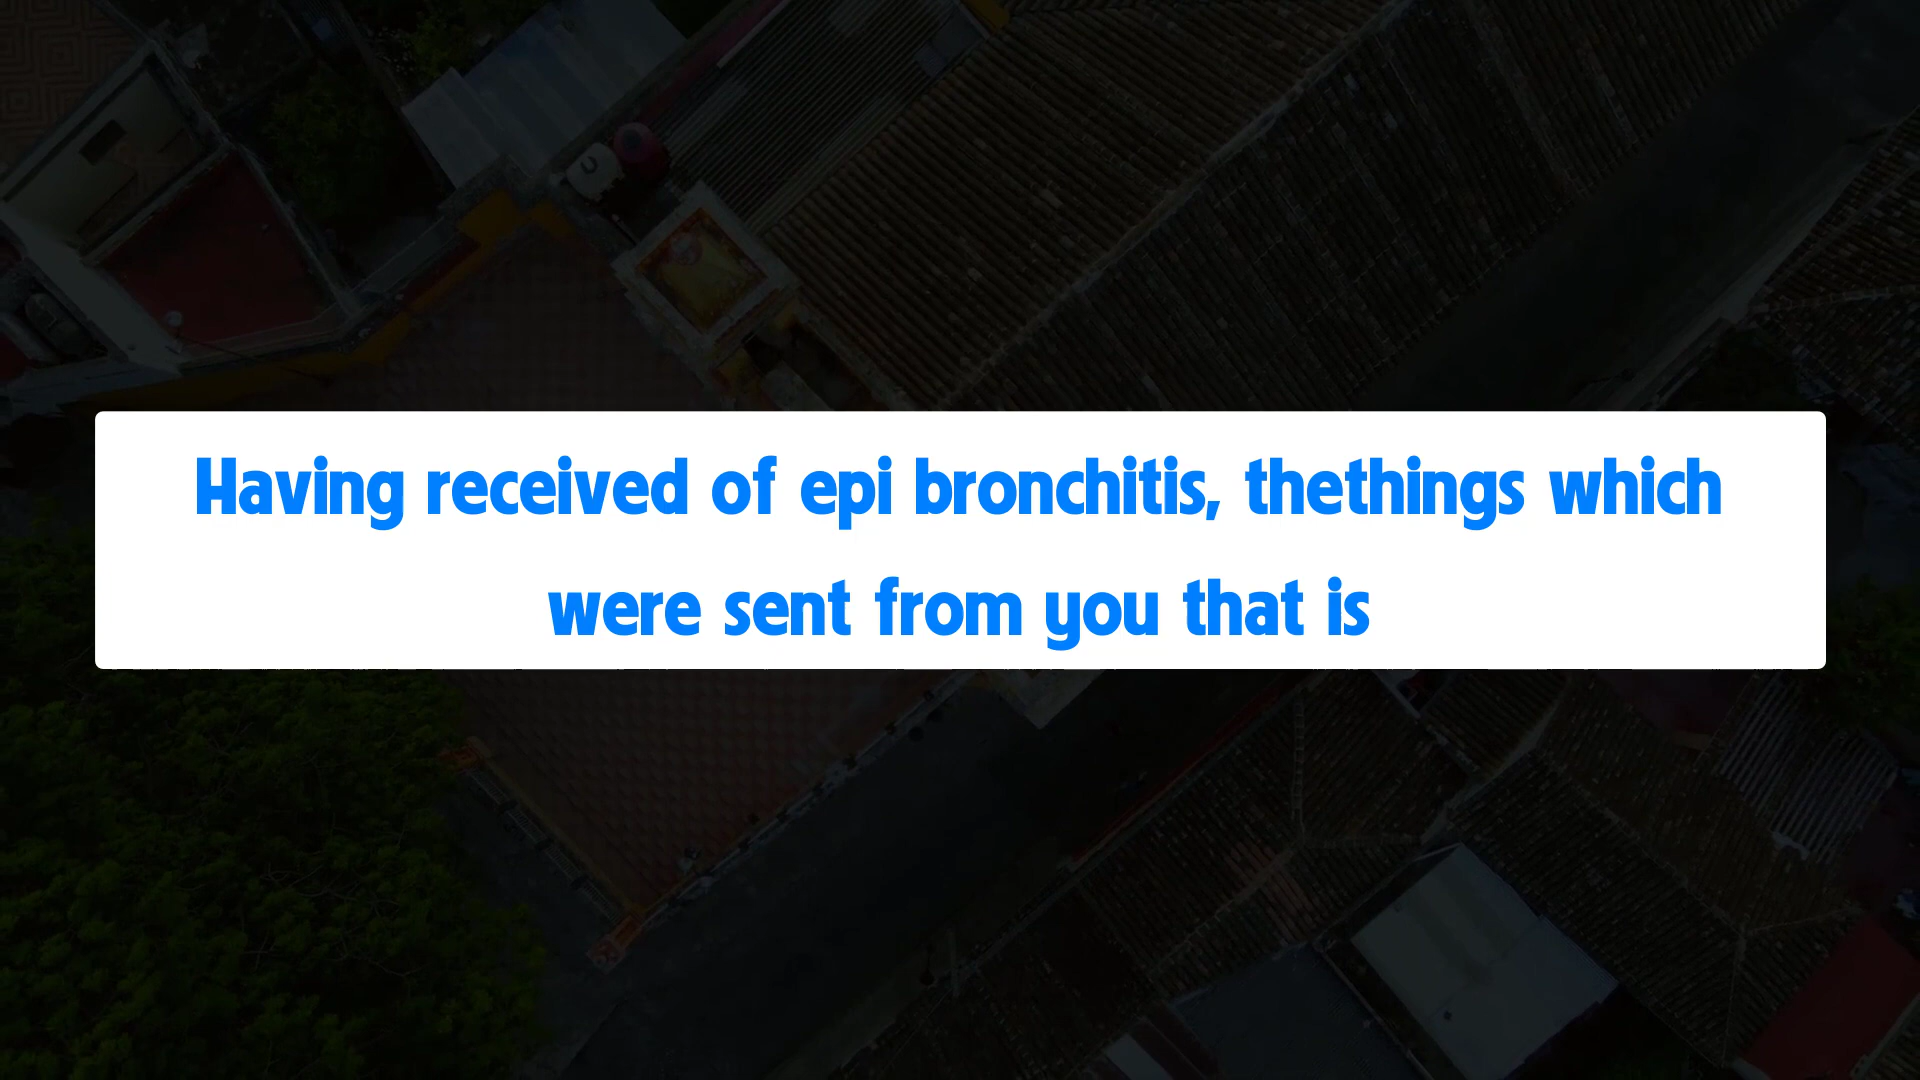 Having received of epi bronchitis, thethings which
were sent from you that is